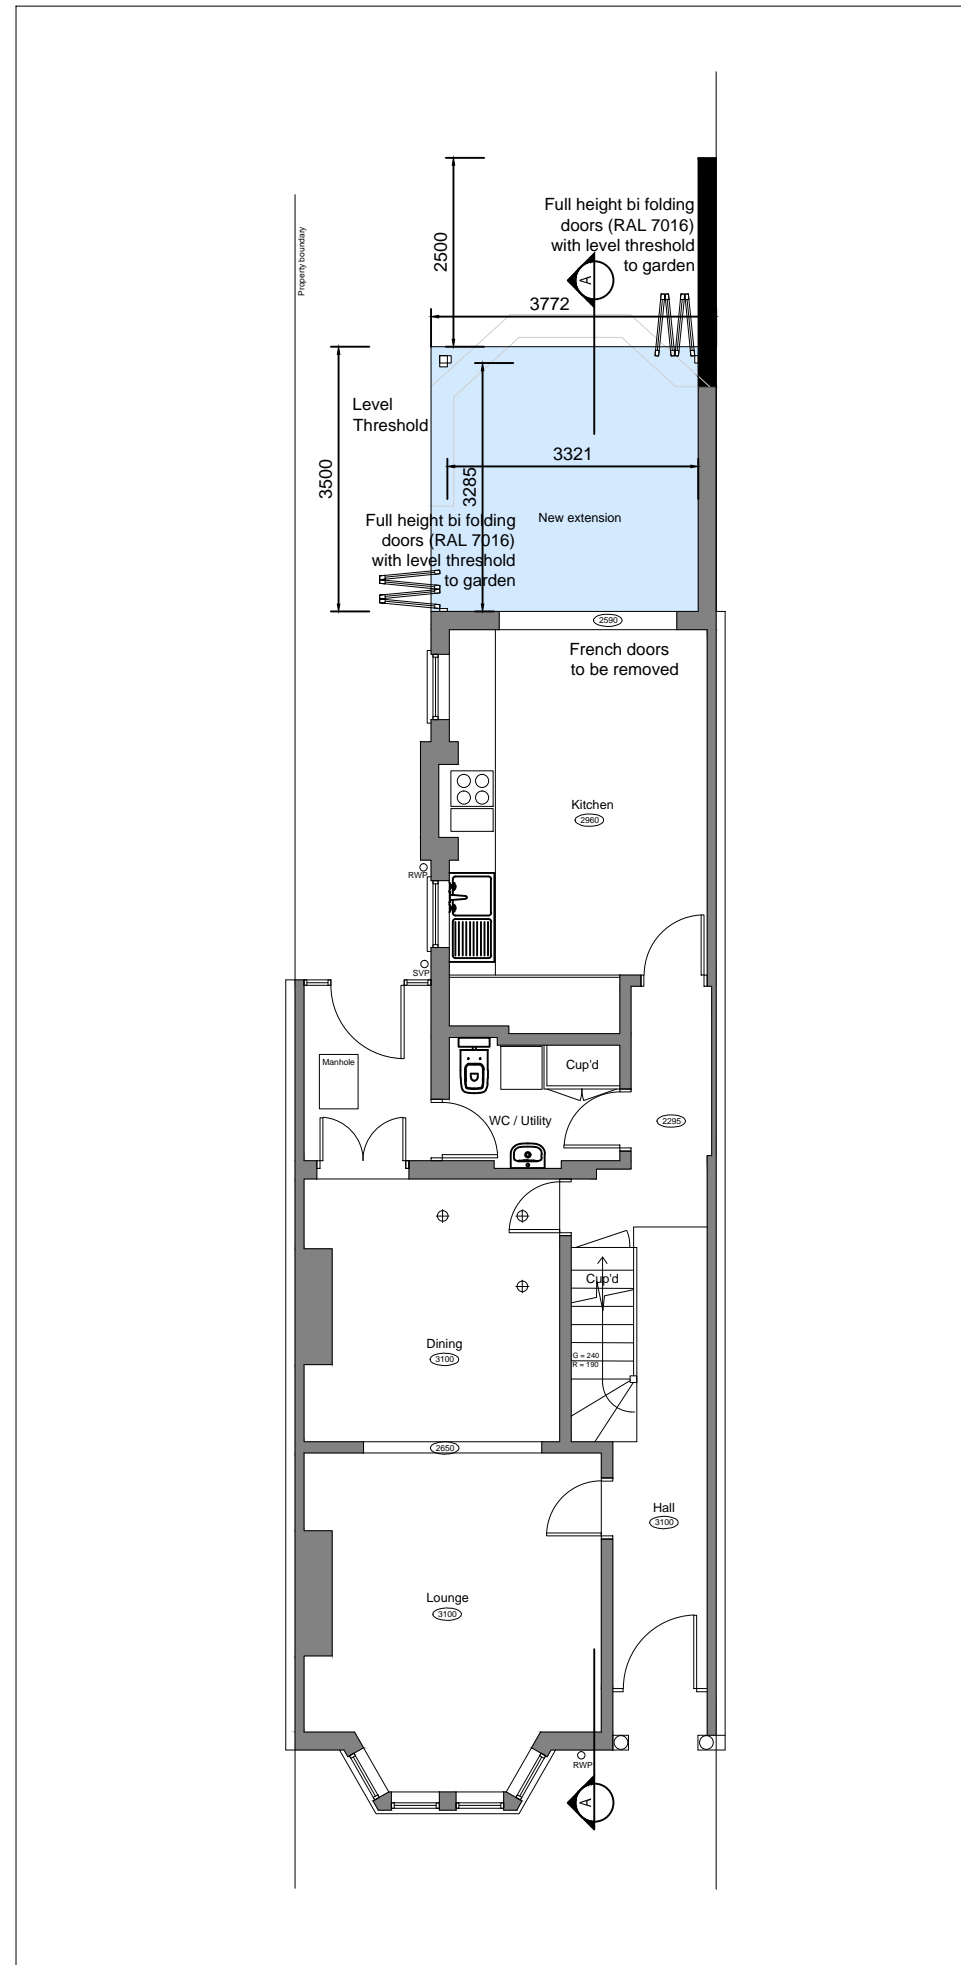 Property boundary
2500
Full height bi folding
doors (RAL 7016)
with level threshold
to garden
A
3772
Level
Threshold
3500
3321
3285
New extension
Full height bi folding
doors (RAL 7016)
with level threshold
to garden
2590
French doors
to be removed
Kitchen
2960
RWP
SVP
Manhole
Cup'd
WC / Utility
2295
Cup'd
G = 240
R = 190
Dining
3100
2650
Hall
3100
Lounge
3100
RWP
A